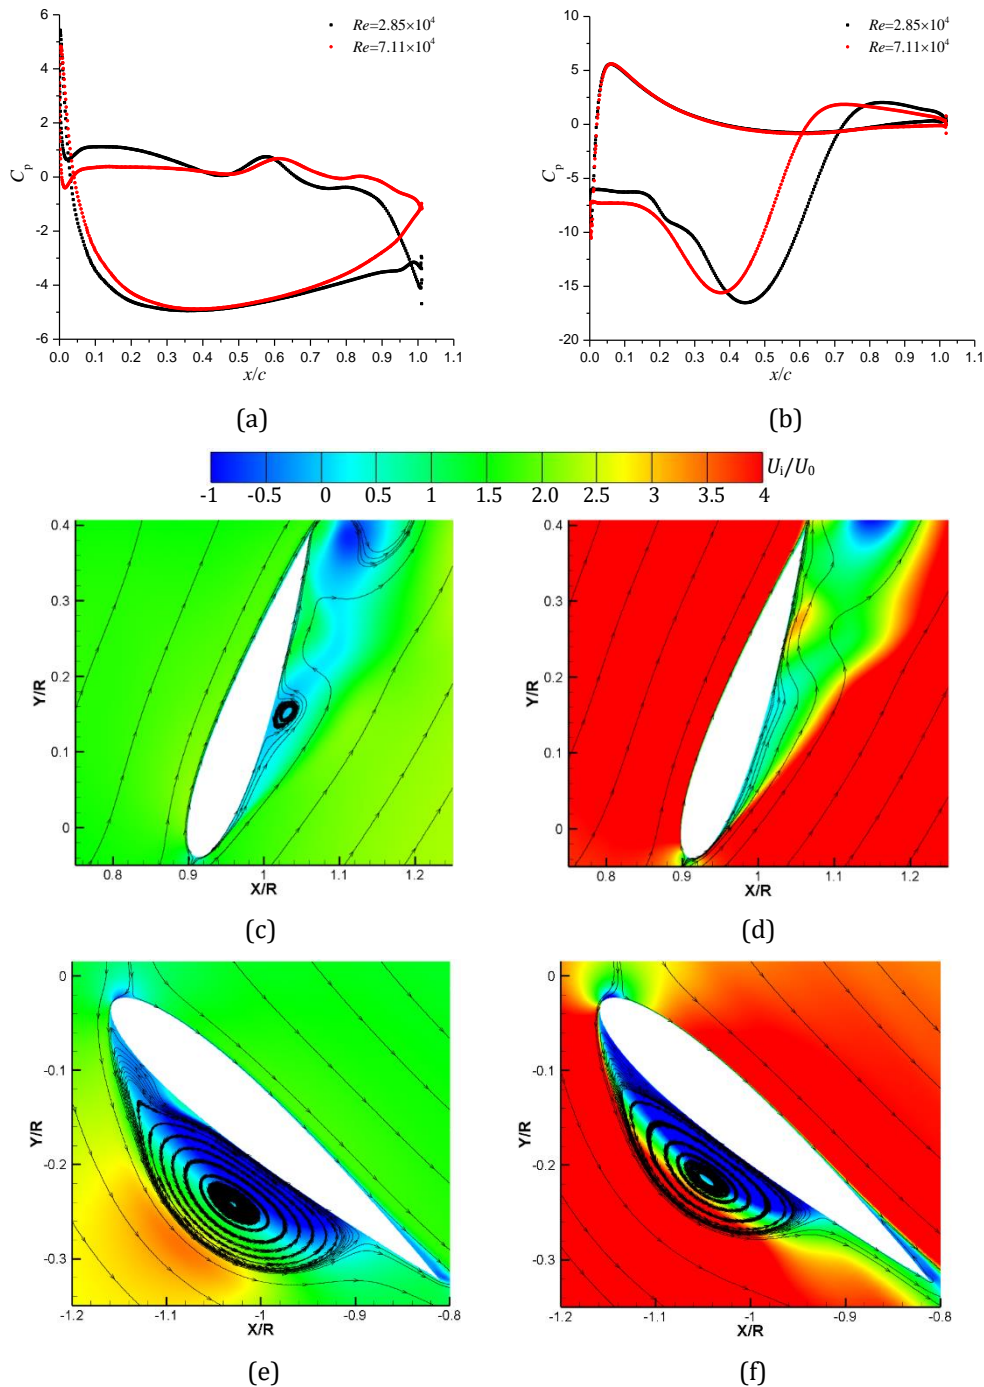 6
4
2
0
-2
-4
-6
C_p
0.0 0.1 0.2 0.3 0.4 0.5 0.6 0.7 0.8 0.9 1.0 1.1
x/c
Re=2.85×10⁴
Re=7.11×10⁴
(a)
10
5
0
-5
-10
-15
-20
C_p
0.0 0.1 0.2 0.3 0.4 0.5 0.6 0.7 0.8 0.9 1.0 1.1
x/c
Re=2.85×10⁴
Re=7.11×10⁴
(b)
U_i/U_0
-1 -0.5 0 0.5 1 1.5 2.0 2.5 3 3.5 4
0.4
0.3
0.2
0.1
0
Y/R
0.8 0.9 1 1.1 1.2
X/R
(c)
0.4
0.3
0.2
0.1
0
Y/R
0.8 0.9 1 1.1 1.2
X/R
(d)
0
-0.1
-0.2
-0.3
Y/R
-1.2 -1.1 -1 -0.9 -0.8
X/R
(e)
0
-0.1
-0.2
-0.3
Y/R
-1.2 -1.1 -1 -0.9 -0.8
X/R
(f)